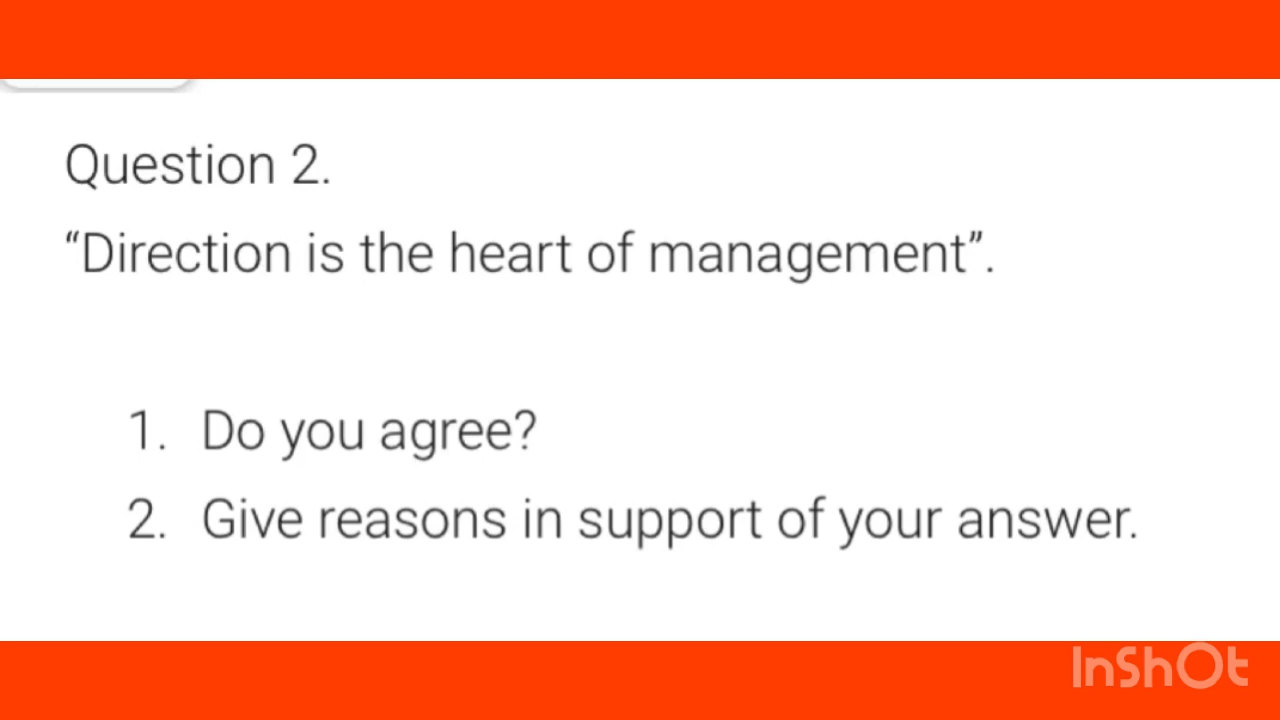 Question 2.
“Direction is the heart of management”.
1. Do you agree?
2. Give reasons in support of your answer.
InShOt